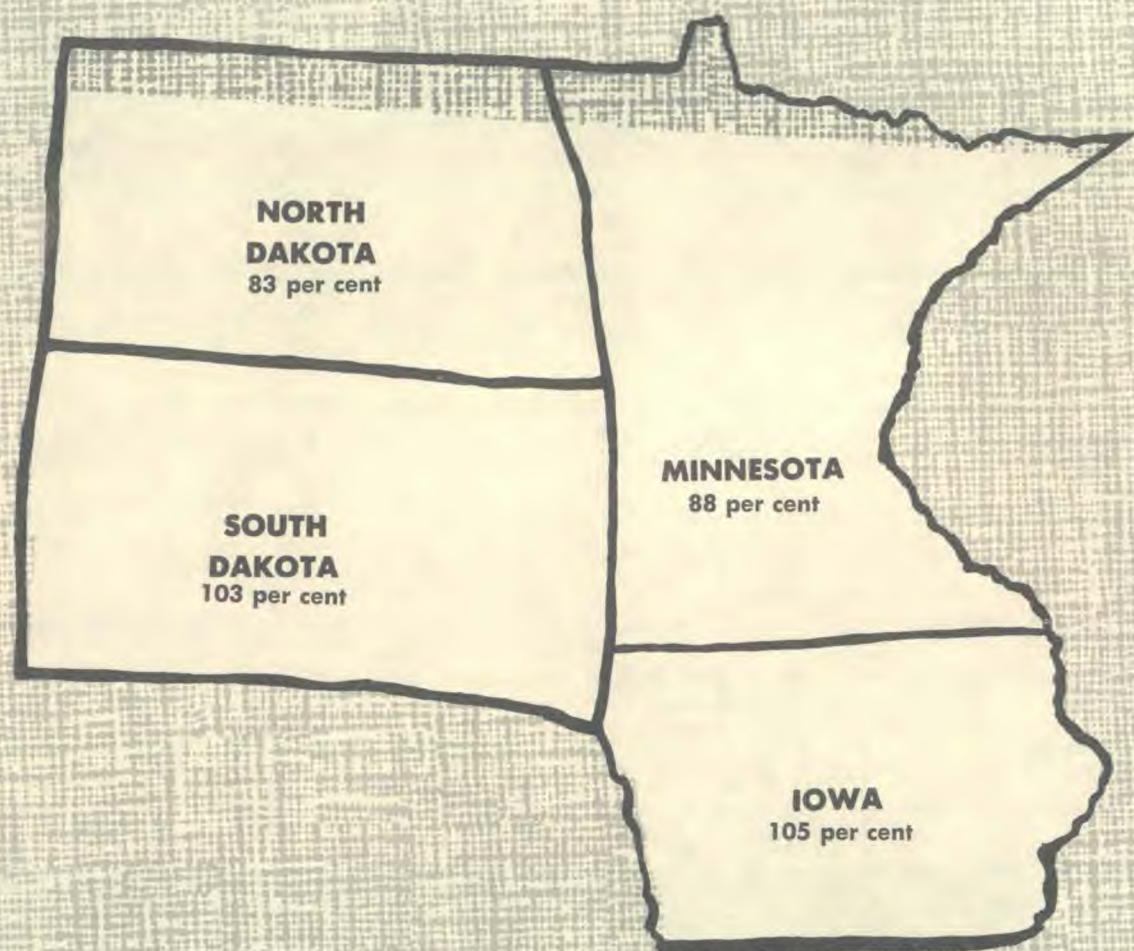 NORTH
DAKOTA
83 per cent
MINNESOTA
88 per cent
SOUTH
DAKOTA
103 per cent
IOWA
105 per cent